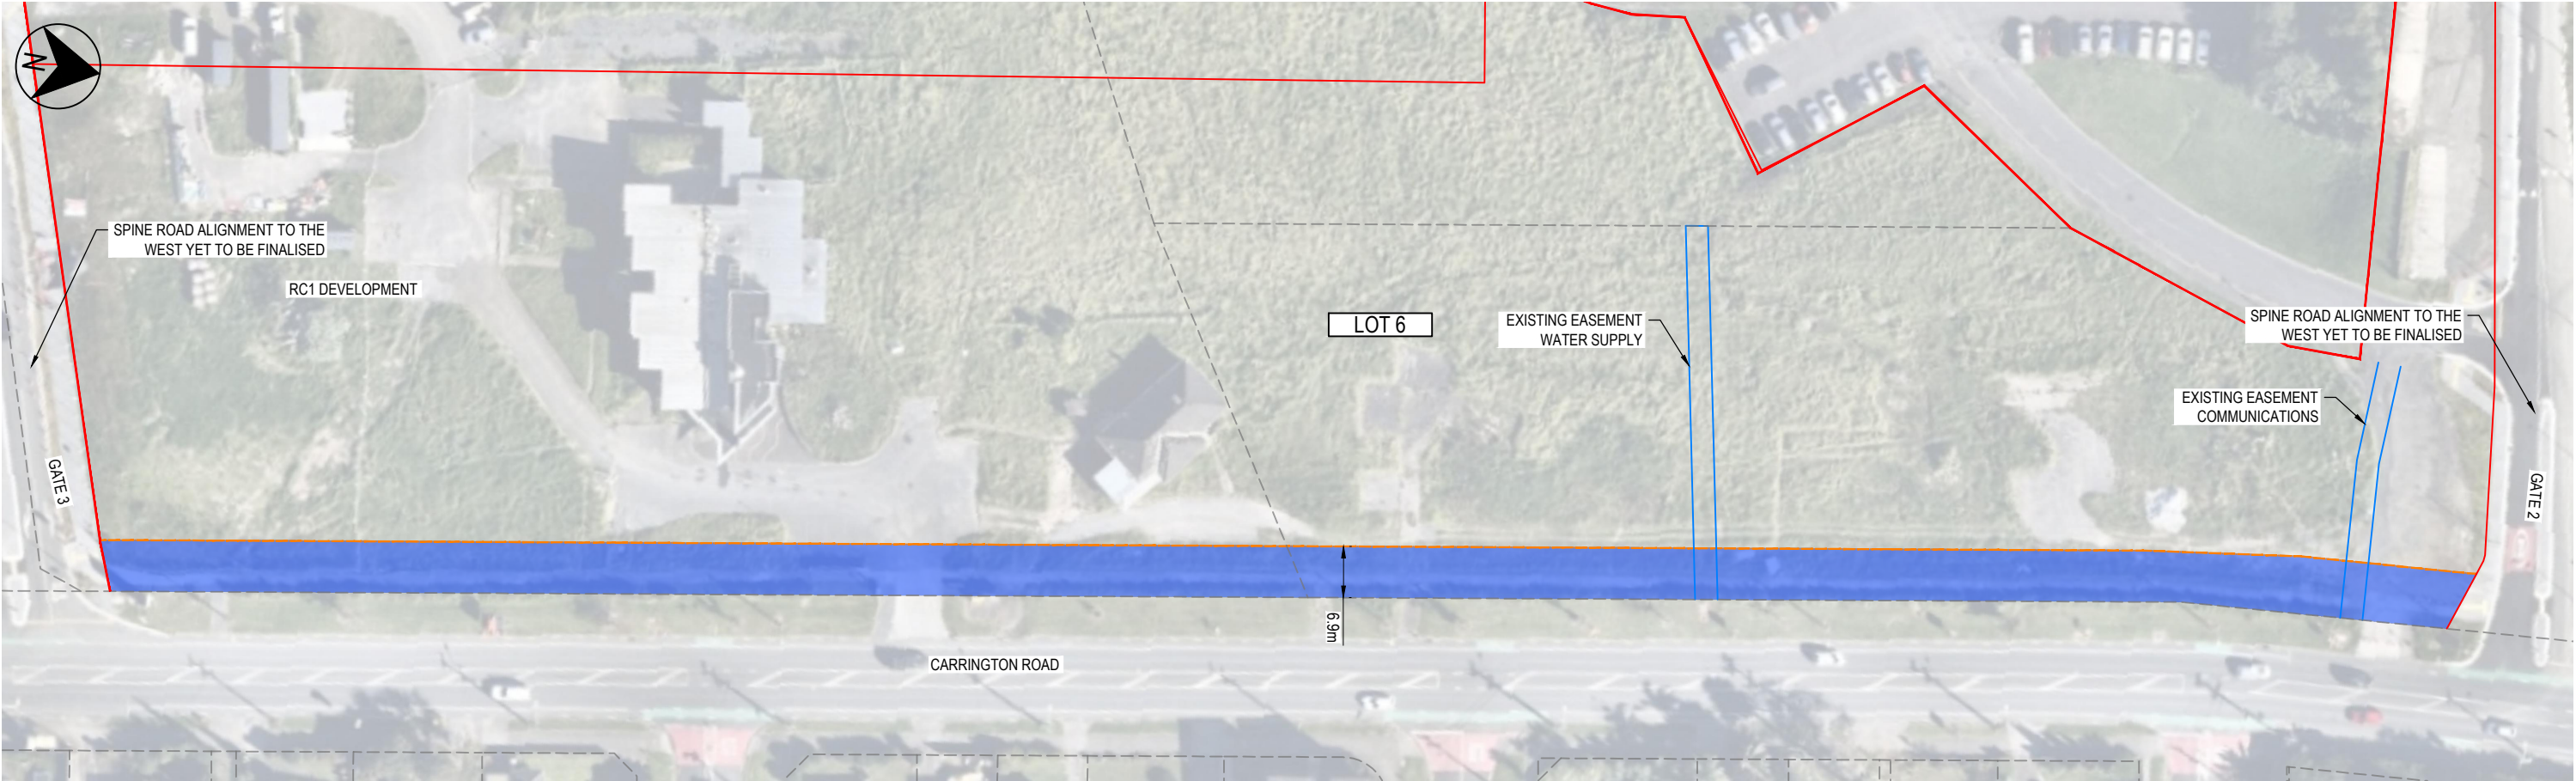 N
SPINE ROAD ALIGNMENT TO THE
WEST YET TO BE FINALISED
RC1 DEVELOPMENT
GATE 3
LOT 6
EXISTING EASEMENT
WATER SUPPLY
SPINE ROAD ALIGNMENT TO THE
WEST YET TO BE FINALISED
EXISTING EASEMENT
COMMUNICATIONS
GATE 2
6.9m
CARRINGTON ROAD